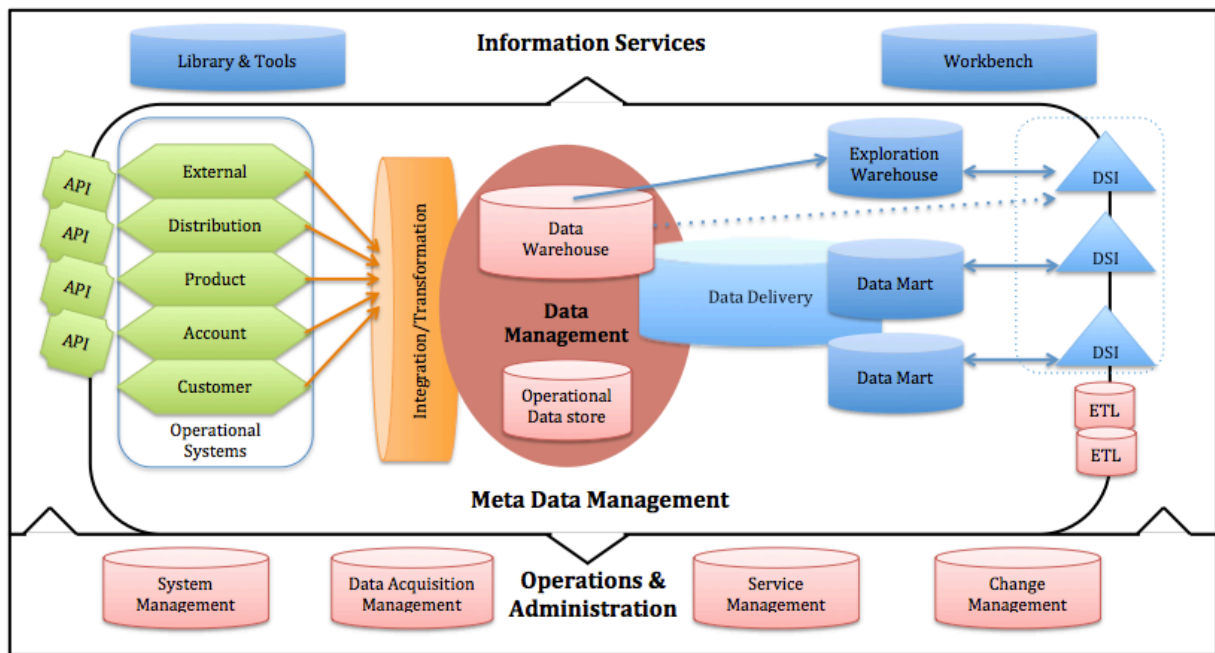 Information Services
Library & Tools
Workbench
API
API
API
API
External
Distribution
Product
Account
Customer
Operational
Systems
Integration/Transformation
Data
Warehouse
Data
Management
Operational
Data store
Data Delivery
Exploration
Warehouse
Data Mart
Data Mart
DSI
DSI
DSI
ETL
ETL
Meta Data Management
System
Management
Data Acquisition
Management
Operations &
Administration
Service
Management
Change
Management